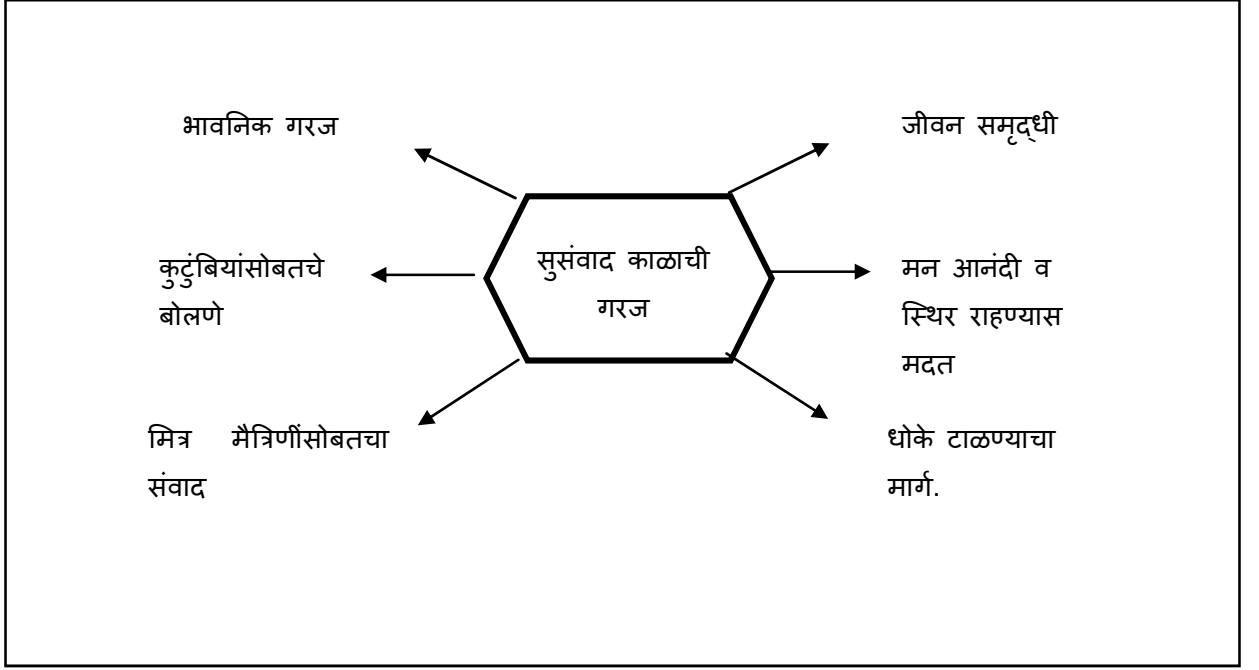 भावनिक गरज
जीवन समृद्धी
सुसंवाद काळाची
गरज
कुटुंबियांसोबतचे
बोलणे
मन आनंदी व
स्थिर राहण्यास
मदत
मित्र मैत्रिणींसोबतचा
संवाद
धोके टाळण्याचा
मार्ग.